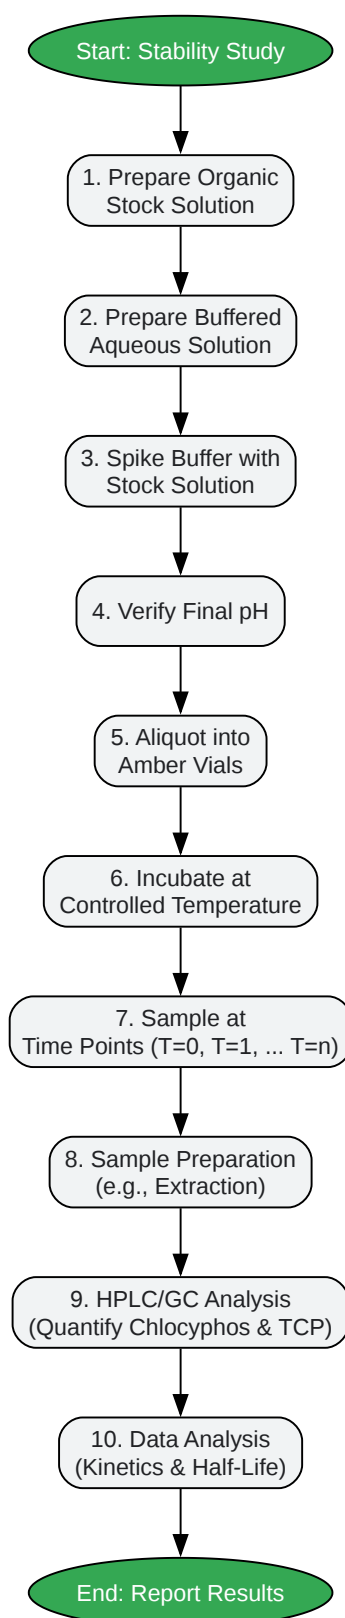 Start: Stability Study
1. Prepare Organic
Stock Solution
2. Prepare Buffered
Aqueous Solution
3. Spike Buffer with
Stock Solution
4. Verify Final pH
5. Aliquot into
Amber Vials
6. Incubate at
Controlled Temperature
7. Sample at
Time Points (T=0, T=1, ... T=n)
8. Sample Preparation
(e.g., Extraction)
9. HPLC/GC Analysis
(Quantify Chlocyphos & TCP)
10. Data Analysis
(Kinetics & Half-Life)
End: Report Results